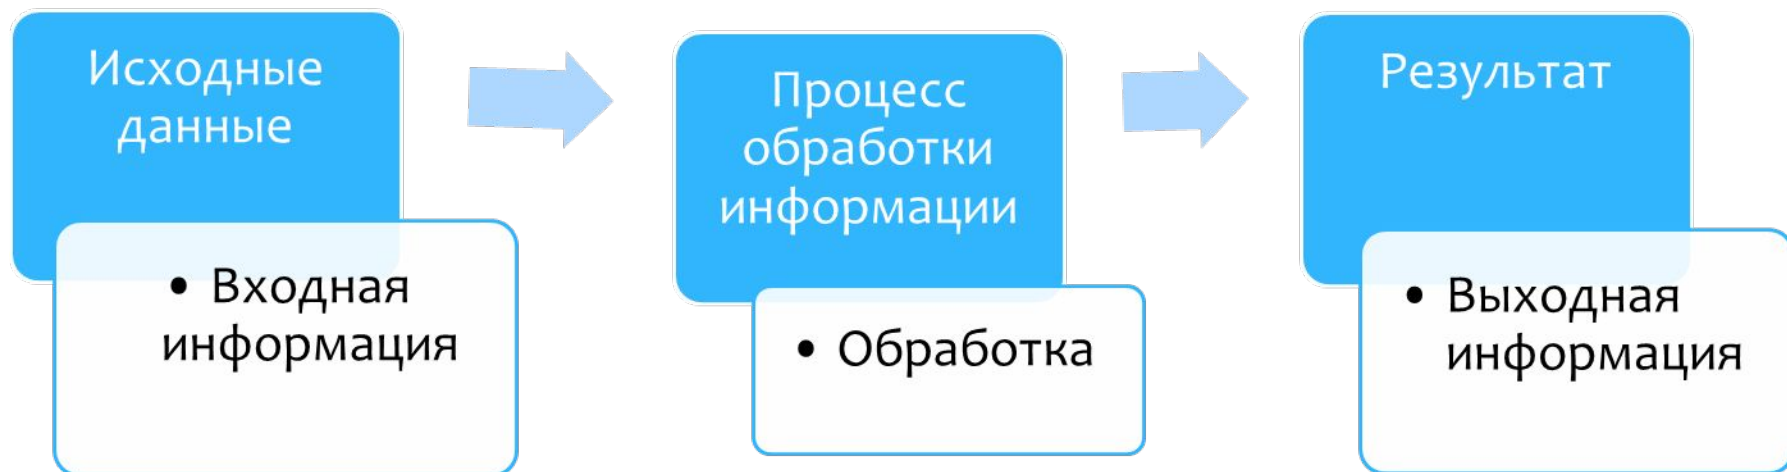 Исходные
данные
• Входная
информация
Процесс
обработки
информации
• Обработка
Результат
• Выходная
информация